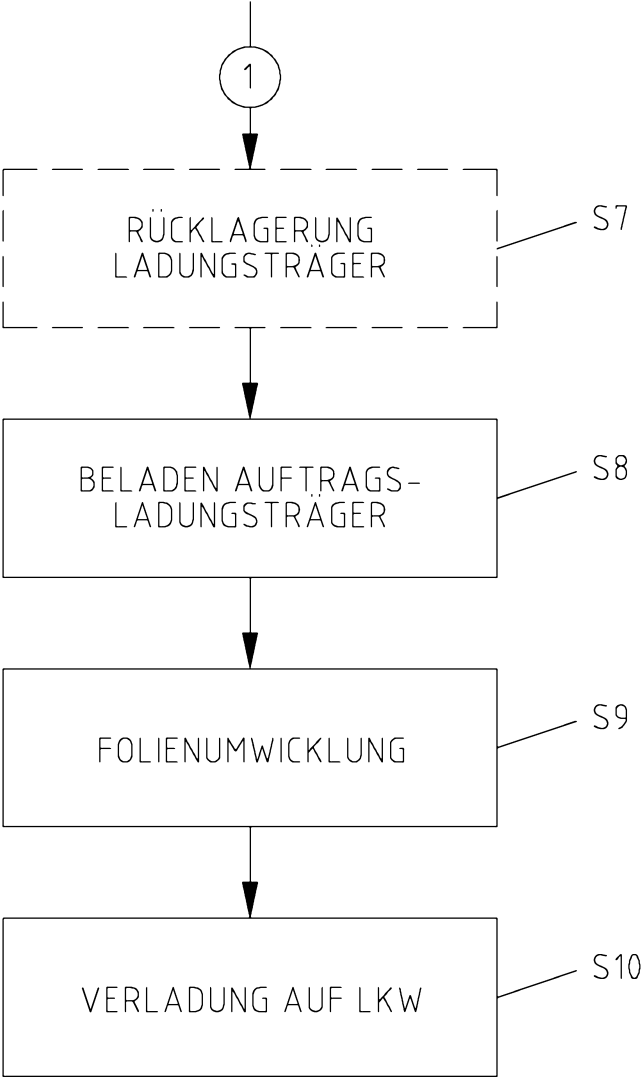 1
RÜCKLAGERUNG
LADUNGSTRÄGER
S7
BELADEN AUFTRAGS-
LADUNGSTRÄGER
S8
FOLIENUMWICKLUNG
S9
VERLADUNG AUF LKW
S10